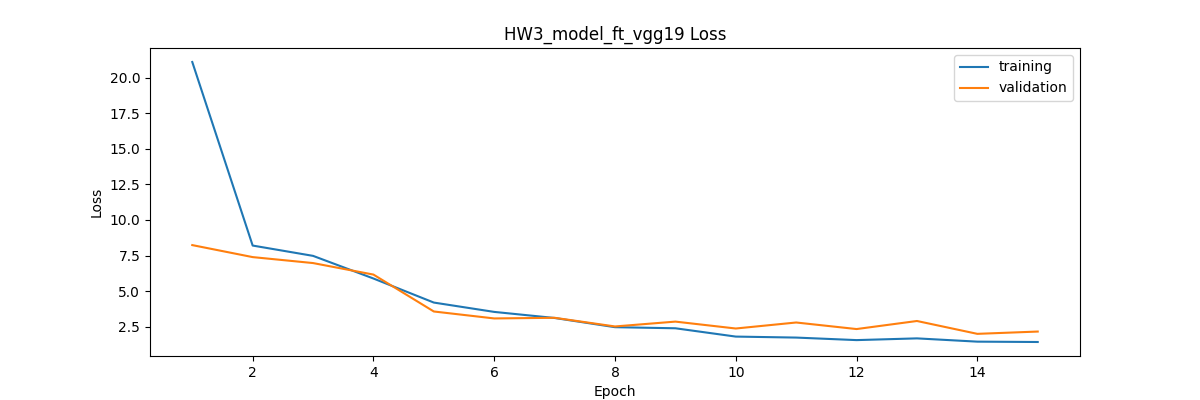 HW3_model_ft_vgg19 Loss
training
validation
20.0
17.5
15.0
12.5
10.0
7.5
5.0
2.5
Loss
2 4 6 8 10 12 14
Epoch